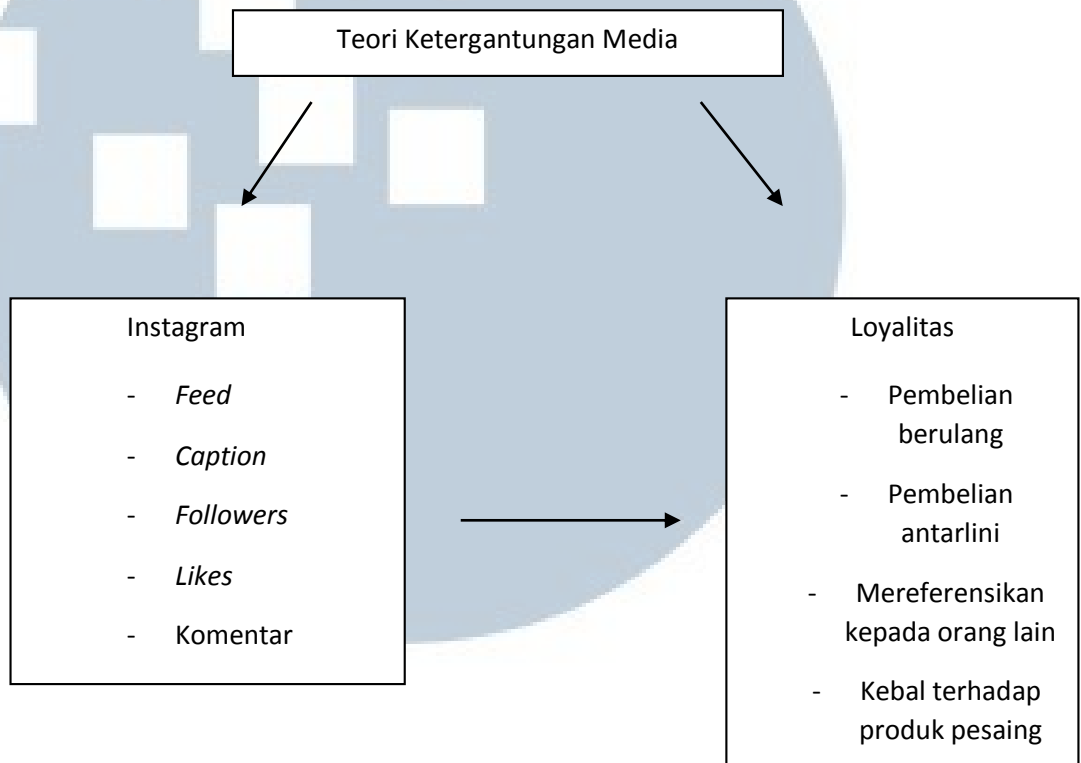 Teori Ketergantungan Media
Instagram
- Feed
- Caption
- Followers
- Likes
- Komentar
Loyalitas
- Pembelian
berulang
- Pembelian
antarlini
- Mereferensikan
kepada orang lain
- Kebal terhadap
produk pesaing